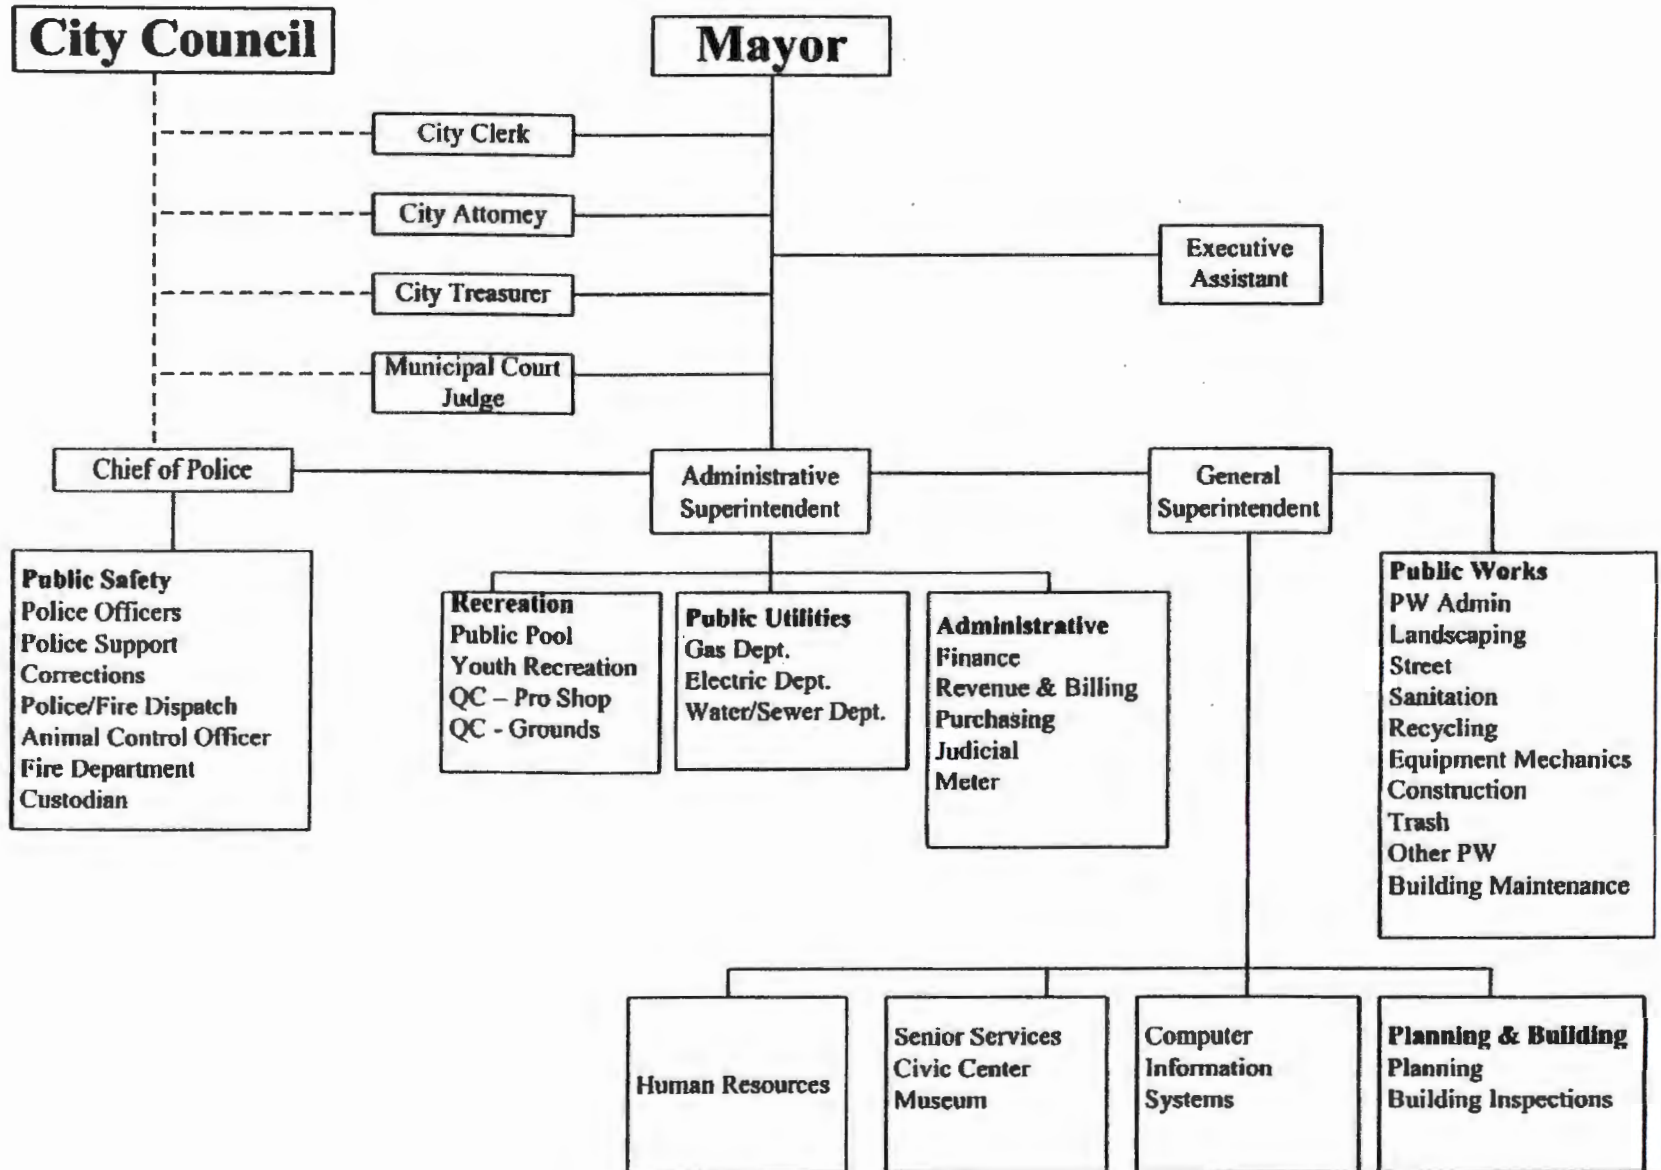 City Council
Mayor
City Clerk
City Attorney
City Treasurer
Municipal Court
Judge
Executive
Assistant
Chief of Police
Administrative
Superintendent
General
Superintendent
Public Safety
Police Officers
Police Support
Corrections
Police/Fire Dispatch
Animal Control Officer
Fire Department
Custodian
Recreation
Public Pool
Youth Recreation
QC – Pro Shop
QC - Grounds
Public Utilities
Gas Dept.
Electric Dept.
Water/Sewer Dept.
Administrative
Finance
Revenue & Billing
Purchasing
Judicial
Meter
Public Works
PW Admin
Landscaping
Street
Sanitation
Recycling
Equipment Mechanics
Construction
Trash
Other PW
Building Maintenance
Human Resources
Senior Services
Civic Center
Museum
Computer
Information
Systems
Planning & Building
Planning
Building Inspections